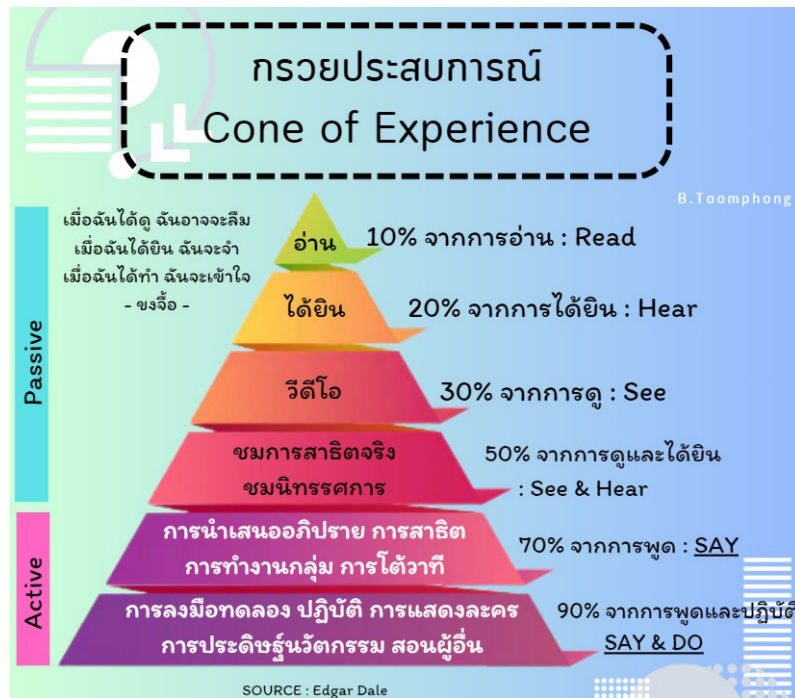 กรวยประสบการณ์
Cone of Experience
B.Toomphong
เมื่อฉันได้ดู ฉันอาจจะลืม
เมื่อฉันได้ยิน ฉันจะจำ
เมื่อฉันได้ทำ ฉันจะเข้าใจ
- ขงจื้อ -
Passive
อ่าน
10% จากการอ่าน : Read
ได้ยิน
20% จากการได้ยิน : Hear
วีดีโอ
30% จากการดู : See
ชมการสาธิตจริง
ชมนิทรรศการ
50% จากการดูและได้ยิน
: See & Hear
Active
การนำเสนออภิปราย การสาธิต
การทำงานกลุ่ม การโต้วาที
70% จากการพูด : SAY
การลงมือทดลอง ปฏิบัติ การแสดงละคร
การประดิษฐ์นวัตกรรม สอนผู้อื่น
90% จากการพูดและปฏิบัติ
SAY & DO
SOURCE : Edgar Dale